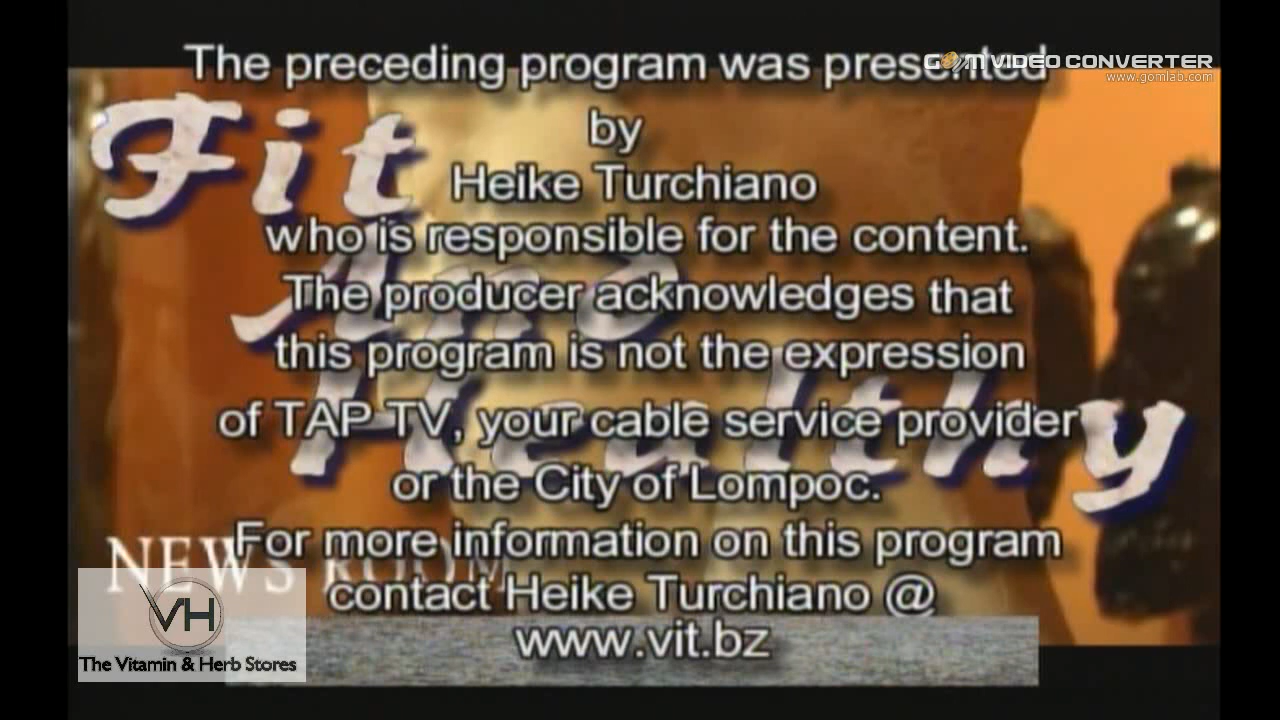 The preceding program was presented
GOM VIDEO CONVERTER
www.gomlab.com
by
Heike Turchiano
who is responsible for the content.
The producer acknowledges that
this program is not the expression
of TAP TV, your cable service provider
or the City of Lompoc.
For more information on this program
contact Heike Turchiano @
www.vit.bz
Fit
And
Healthy
NEWS ROOM
VH
The Vitamin & Herb Stores